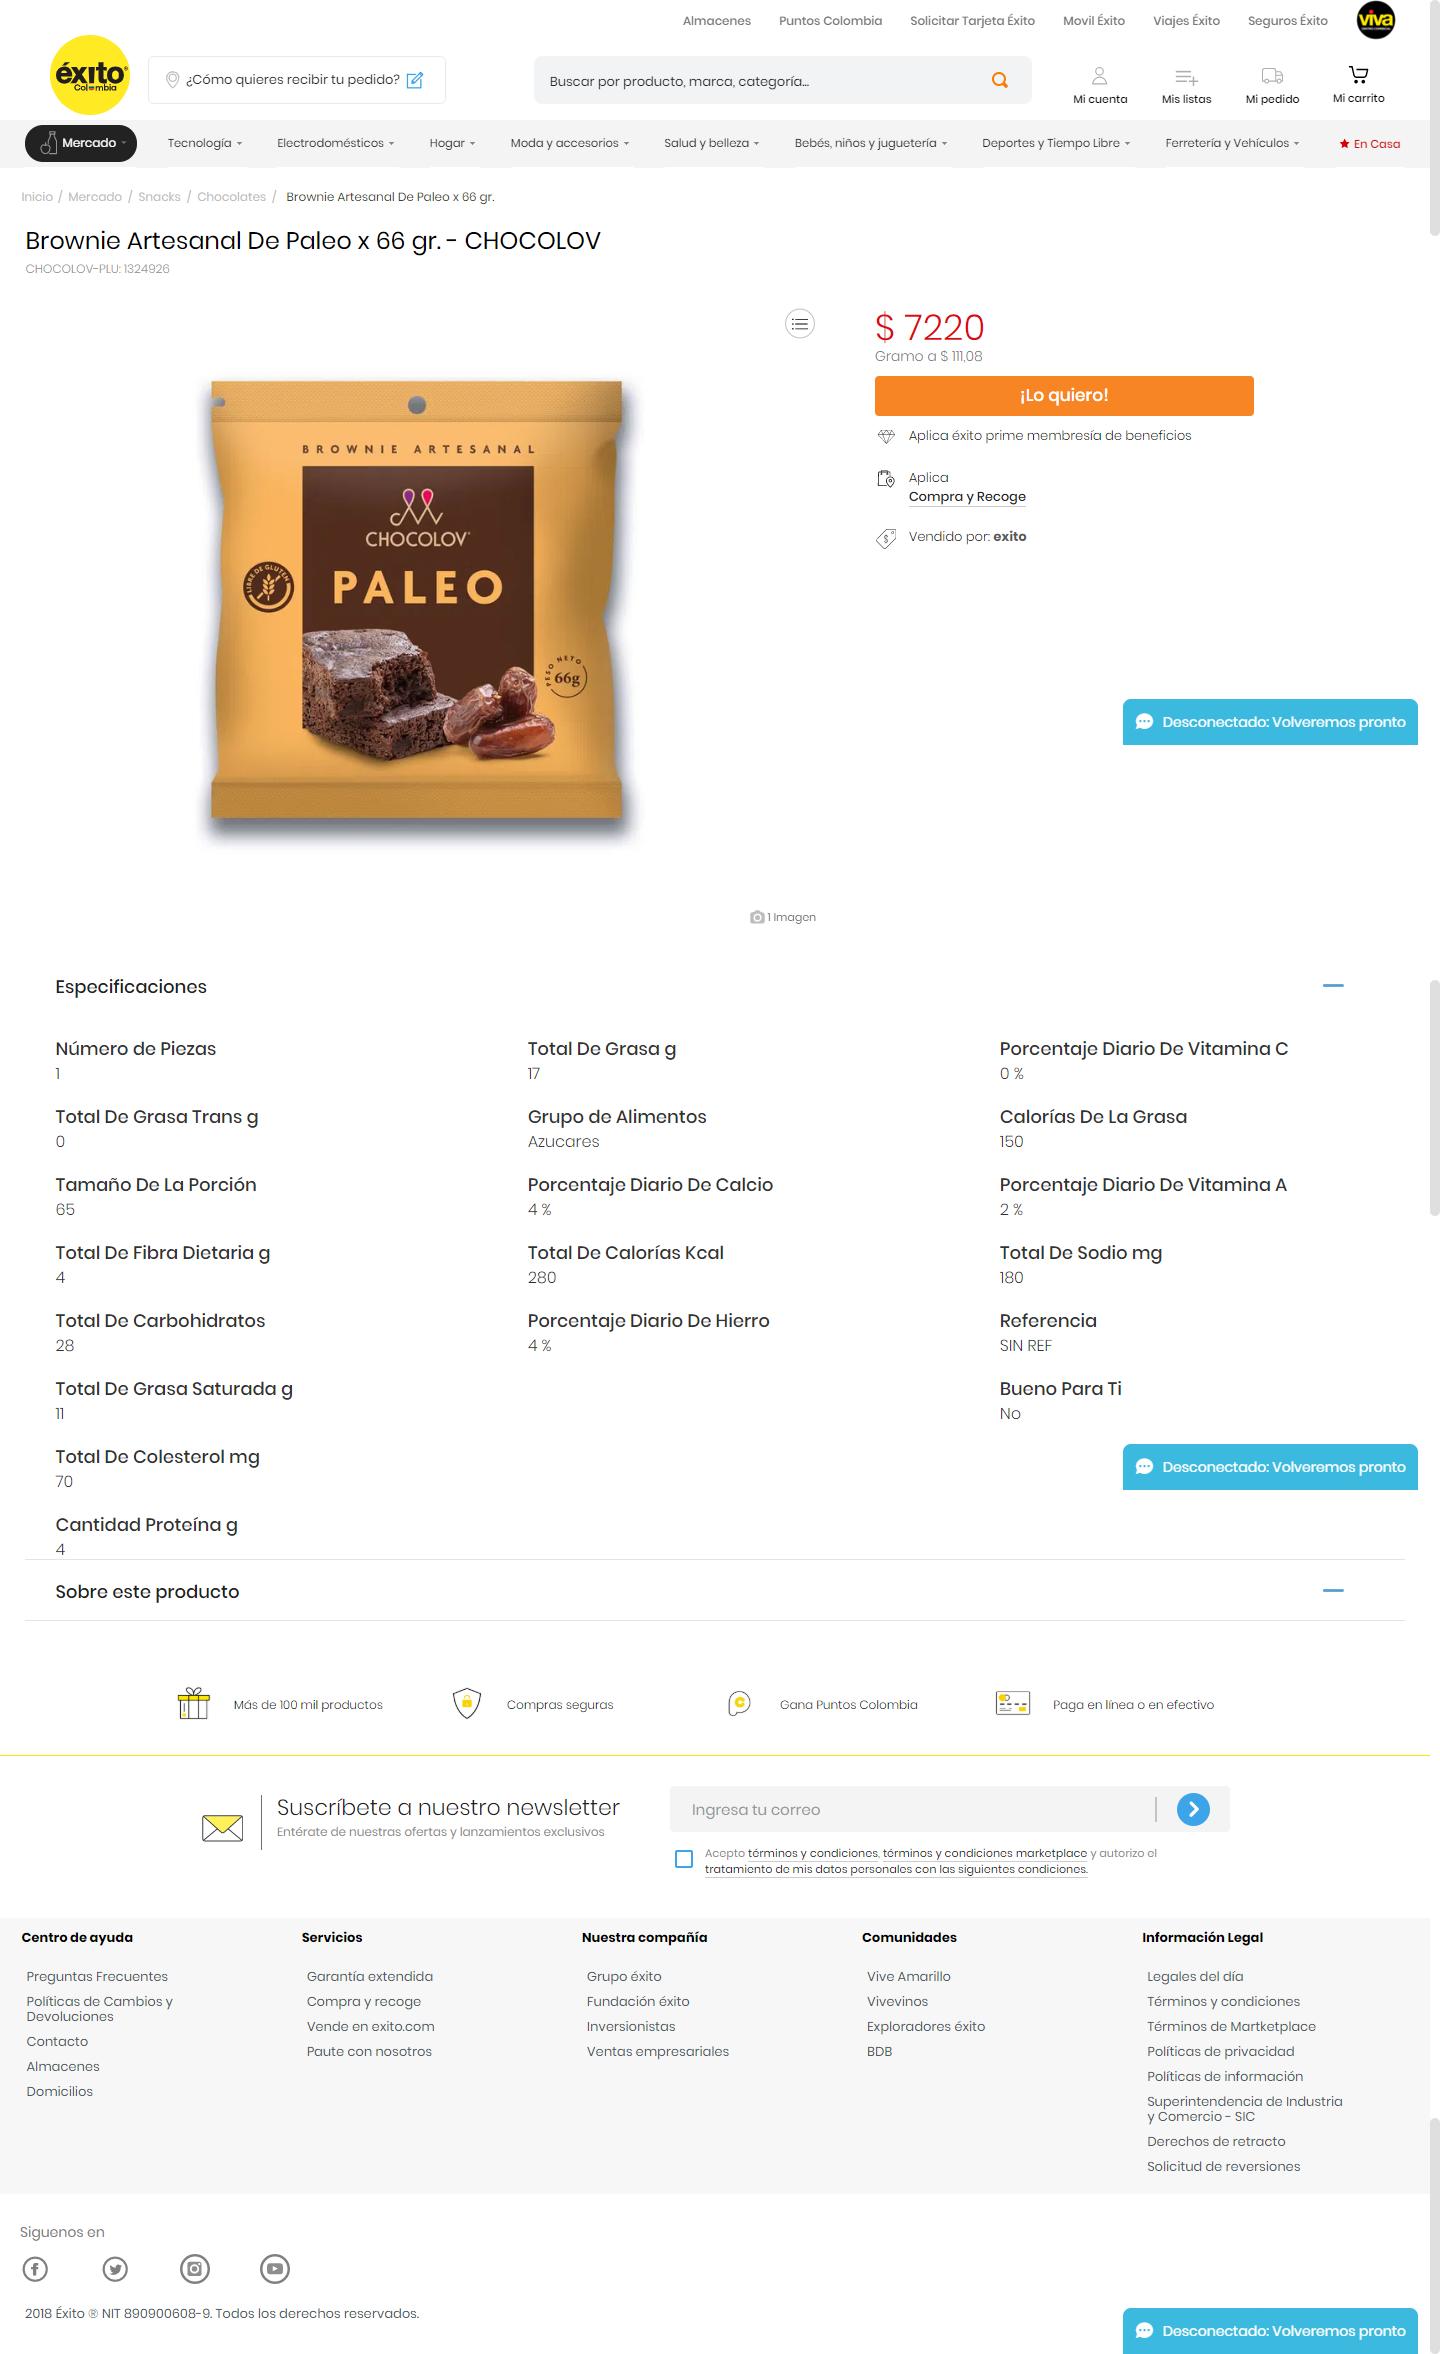 Almacenes Puntos Colombia Solicitar Tarjeta Éxito Movil Éxito Viajes Éxito Seguros Éxito viva
éxito
Colombia
¿Cómo quieres recibir tu pedido?
Buscar por producto, marca, categoría...
Mi cuenta Mis listas Mi pedido Mi carrito
Mercado Tecnología Electrodomésticos Hogar Moda y accesorios Salud y belleza Bebés, niños y juguetería Deportes y Tiempo Libre Ferretería y Vehículos En Casa
Inicio / Mercado / Snacks / Chocolates / Brownie Artesanal De Paleo x 66 gr.
Brownie Artesanal De Paleo x 66 gr. - CHOCOLOV
CHOCOLOV-PLU: 1324926
BROWNIE ARTESANAL
CHOCOLOV
LIBRE DE GLUTEN
PALEO
PESO NETO
66g
$ 7220
Gramo a $ 111,08
¡Lo quiero!
Aplica éxito prime membresía de beneficios
Aplica
Compra y Recoge
Vendido por: exito
Desconectado: Volveremos pronto
1 Imagen
Especificaciones
Número de Piezas
1
Total De Grasa Trans g
0
Tamaño De La Porción
65
Total De Fibra Dietaria g
4
Total De Carbohidratos
28
Total De Grasa Saturada g
11
Total De Colesterol mg
70
Cantidad Proteína g
4
Total De Grasa g
17
Grupo de Alimentos
Azucares
Porcentaje Diario De Calcio
4 %
Total De Calorías Kcal
280
Porcentaje Diario De Hierro
4 %
Porcentaje Diario De Vitamina C
0 %
Calorías De La Grasa
150
Porcentaje Diario De Vitamina A
2 %
Total De Sodio mg
180
Referencia
SIN REF
Bueno Para Ti
No
Desconectado: Volveremos pronto
Sobre este producto
Más de 100 mil productos
Compras seguras
Gana Puntos Colombia
Paga en línea o en efectivo
Suscríbete a nuestro newsletter
Entérate de nuestras ofertas y lanzamientos exclusivos
Ingresa tu correo
Acepto términos y condiciones, términos y condiciones marketplace y autorizo el
tratamiento de mis datos personales con las siguientes condiciones.
Centro de ayuda
Preguntas Frecuentes
Políticas de Cambios y
Devoluciones
Contacto
Almacenes
Domicilios
Servicios
Garantía extendida
Compra y recoge
Vende en exito.com
Paute con nosotros
Nuestra compañía
Grupo éxito
Fundación éxito
Inversionistas
Ventas empresariales
Comunidades
Vive Amarillo
Vivevinos
Exploradores éxito
BDB
Información Legal
Legales del día
Términos y condiciones
Términos de Martketplace
Políticas de privacidad
Políticas de información
Superintendencia de Industria
y Comercio - SIC
Derechos de retracto
Solicitud de reversiones
Siguenos en
2018 Éxito ® NIT 890900608-9. Todos los derechos reservados.
Desconectado: Volveremos pronto